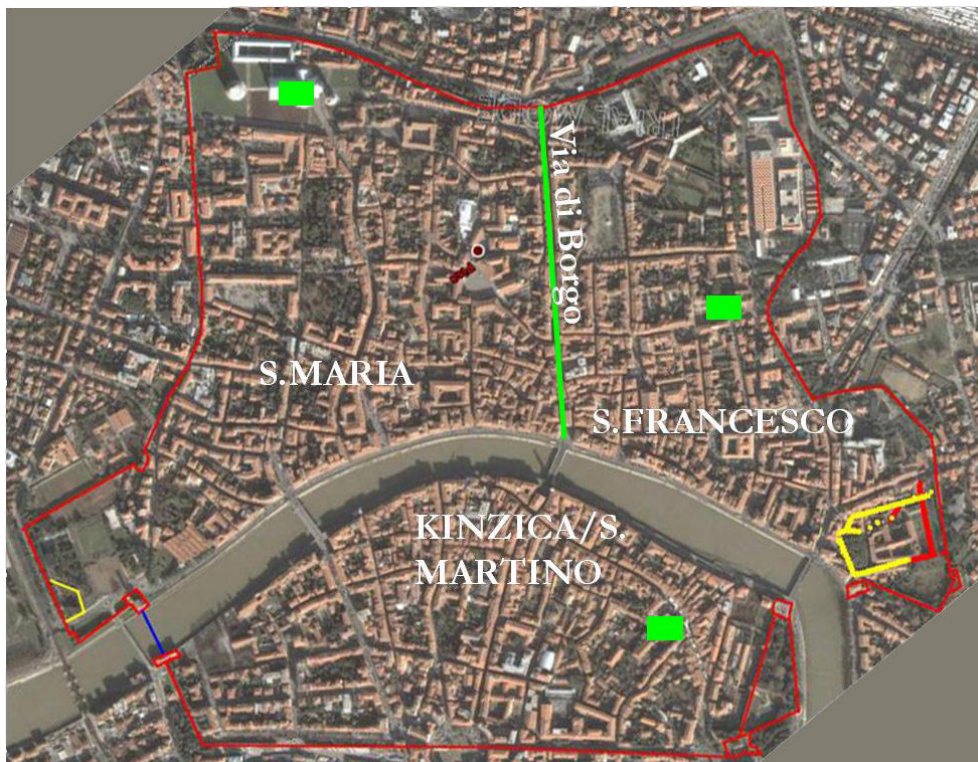 Via di Borgo
S.MARIA
S.FRANCESCO
KINZICA/S.
MARTINO